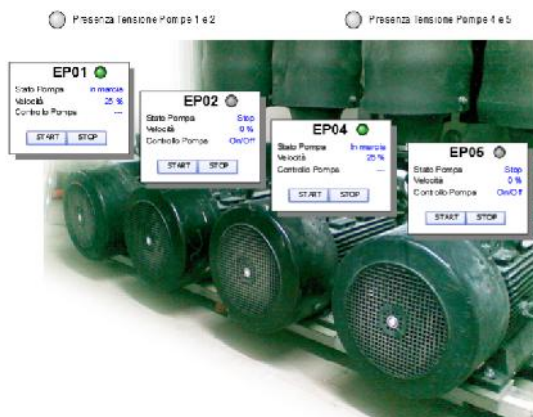 Presenza Tensione Pompe 1 e 2
Presenza Tensione Pompe 4 e 5
EP01
Stato Pompa In marcia
Velocità 25 %
Controllo Pompa ---
START STOP
EP02
Stato Pompa Stop
Velocità 0 %
Controllo Pompa On/Off
START STOP
EP04
Stato Pompa In marcia
Velocità 25 %
Controllo Pompa ---
START STOP
EP05
Stato Pompa Stop
Velocità 0 %
Controllo Pompa On/Off
START STOP